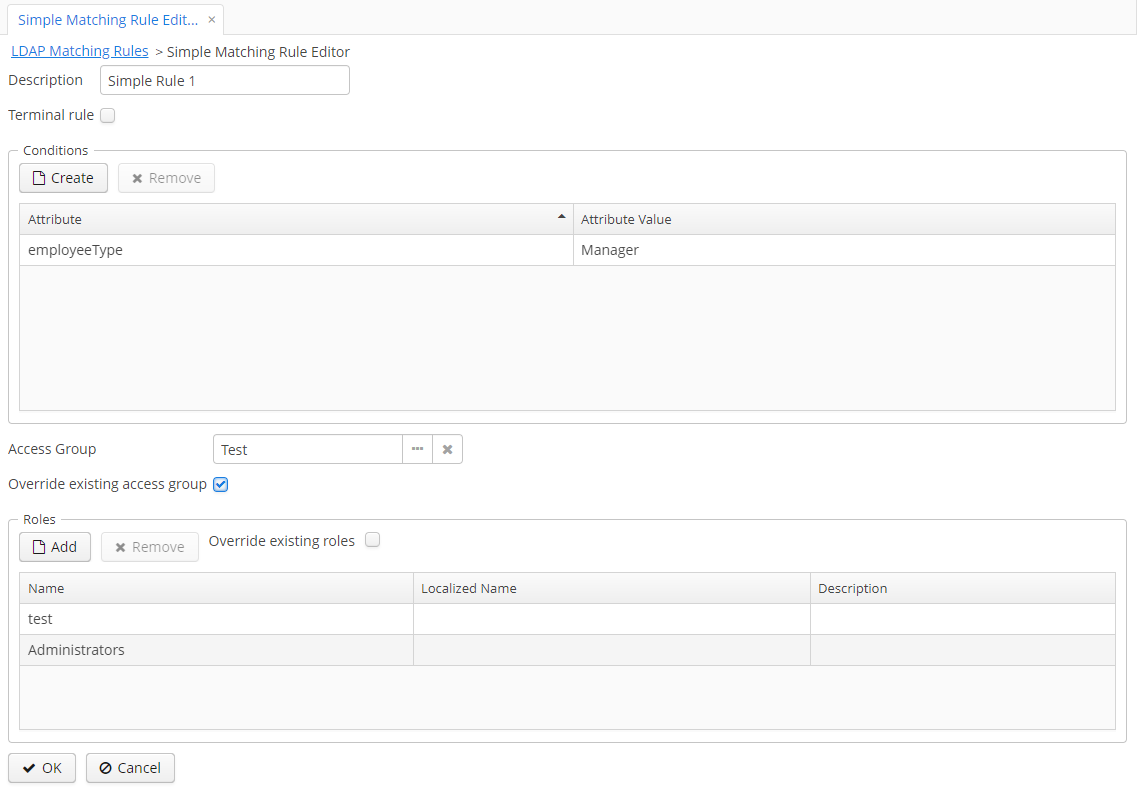 Simple Matching Rule Edit... ×
LDAP Matching Rules > Simple Matching Rule Editor
Description Simple Rule 1
Terminal rule
Conditions
Create Remove
Attribute Attribute Value
employeeType Manager
Access Group Test
Override existing access group
Roles
Add Remove Override existing roles
Name Localized Name Description
test
Administrators
OK Cancel